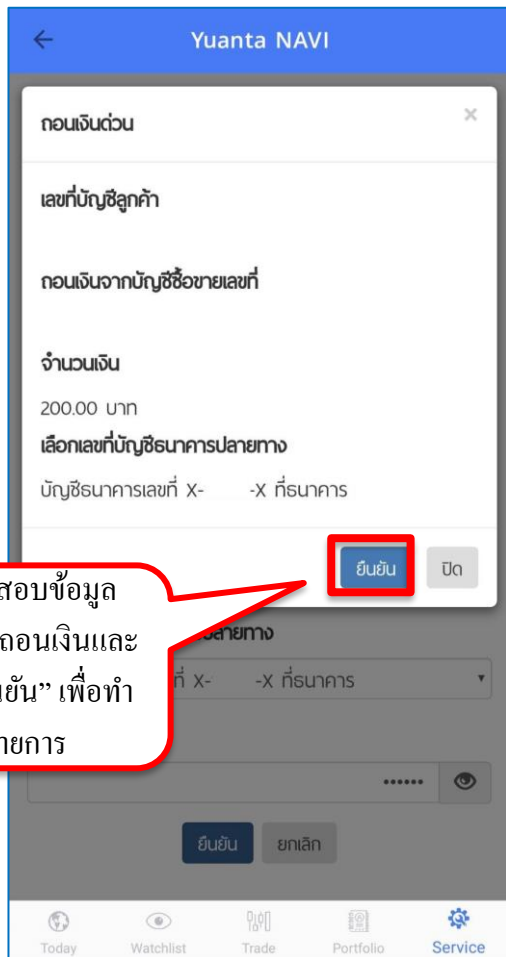 Yuanta NAVI
ถอนเงินด่วน ×
เลขที่บัญชีลูกค้า
ถอนเงินจากบัญชีซื้อขายเลขที่
จำนวนเงิน
200.00 บาท
เลือกเลขที่บัญชีธนาคารปลายทาง
บัญชีธนาคารเลขที่ X- -X ที่ธนาคาร
ยืนยัน ปิด
สอบข้อมูล
ถอนเงินและ
ยัน” เพื่อทำ
ายการ
ปลายทาง
ที่ X- -X ที่ธนาคาร
••••••
ยืนยัน ยกเลิก
Today Watchlist Trade Portfolio Service